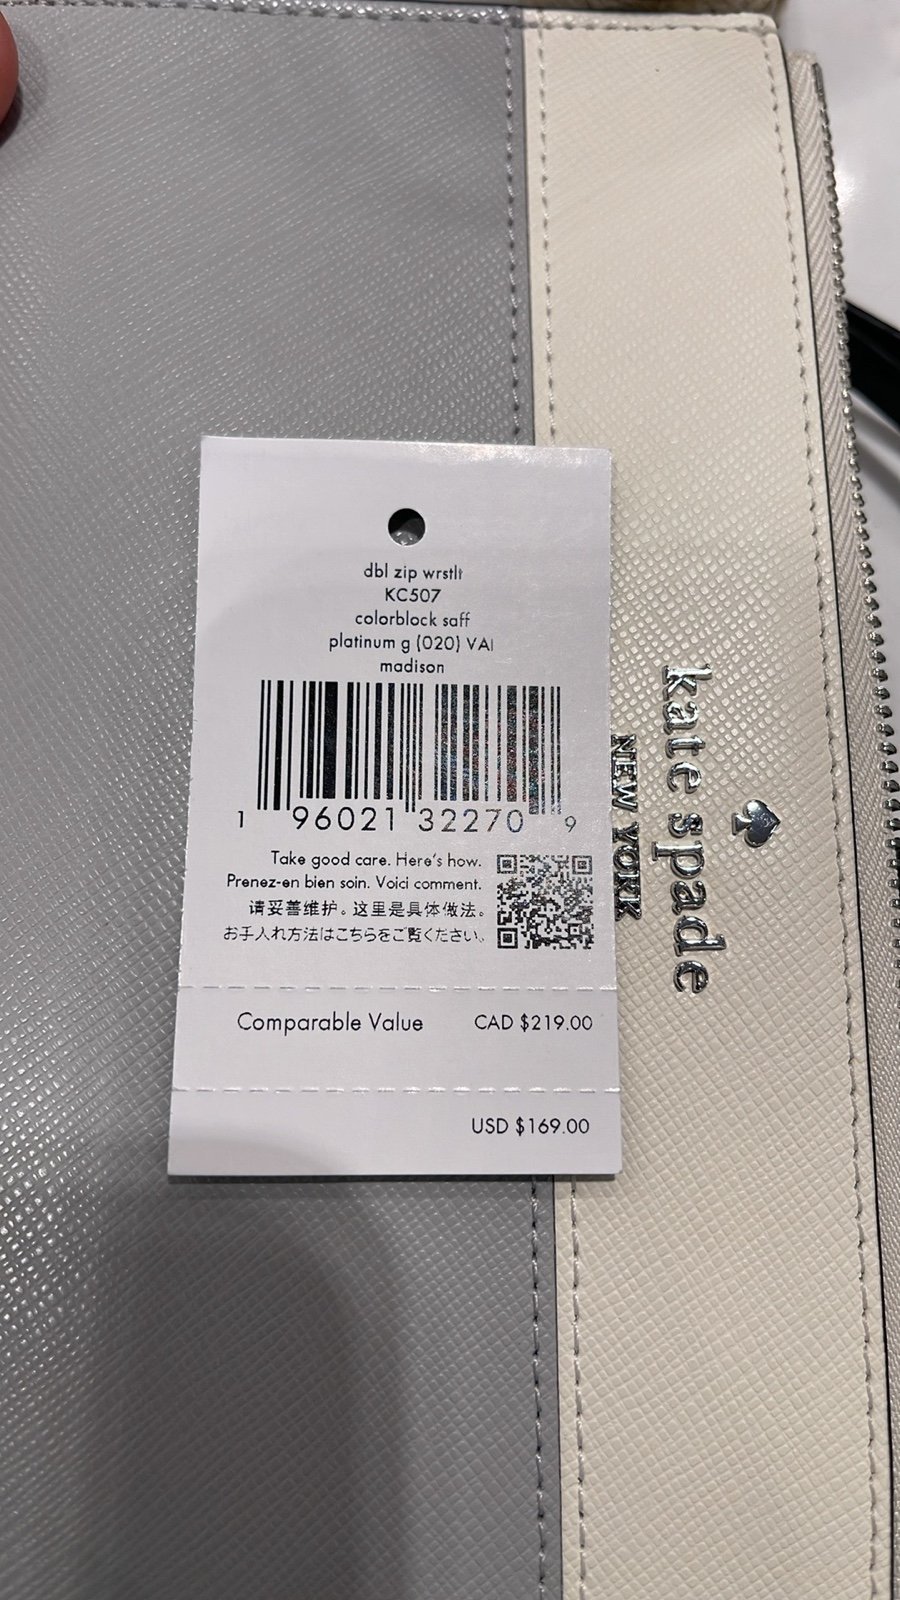 dbl zip wrstlt
KC507
colorblock saff
platinum g (020) VAI
madison
1 96021 32270 9
Take good care. Here's how.
Prenez-en bien soin. Voici comment.
请妥善维护。这里是具体做法。
お手入れ方法はこちらをご覧ください。
Comparable Value CAD $219.00
USD $169.00
kate spade
NEW YORK